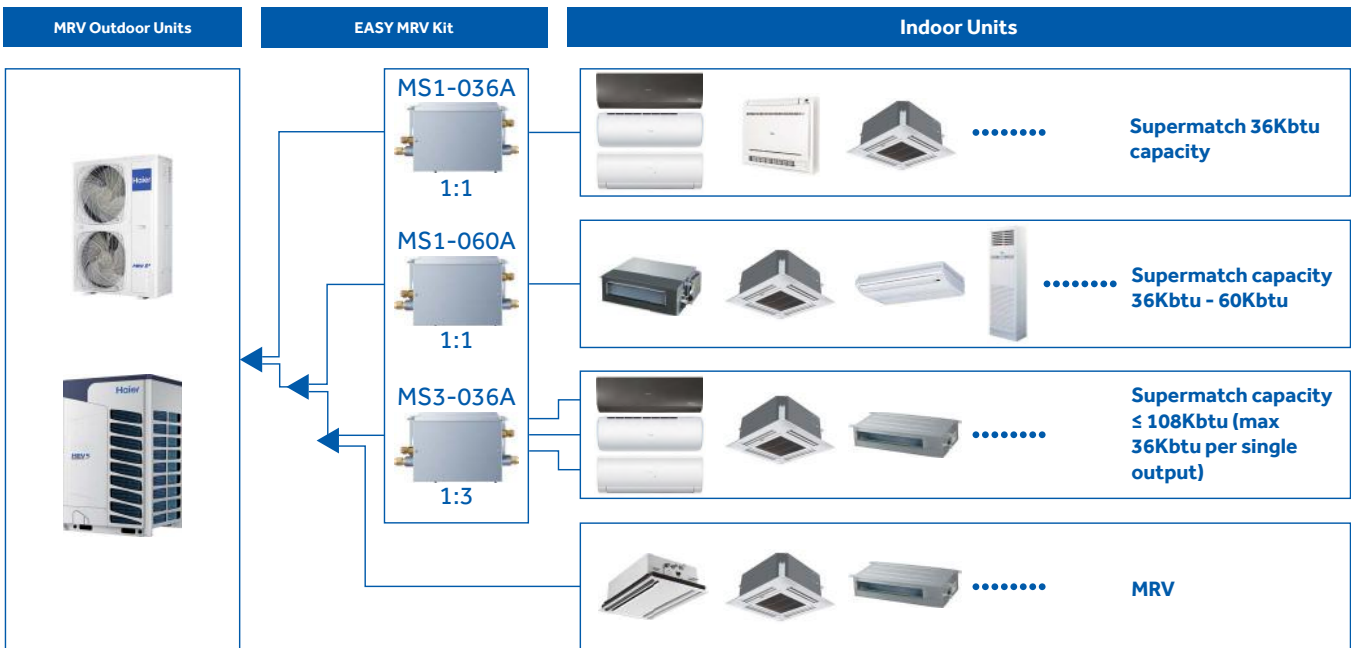 MRV Outdoor Units
EASY MRV Kit
Indoor Units
MS1-036A
1:1
Supermatch 36Kbtu
capacity
MS1-060A
1:1
Supermatch capacity
36Kbtu - 60Kbtu
MS3-036A
1:3
Supermatch capacity
≤ 108Kbtu (max
36Kbtu per single
output)
MRV
Haier
Haier